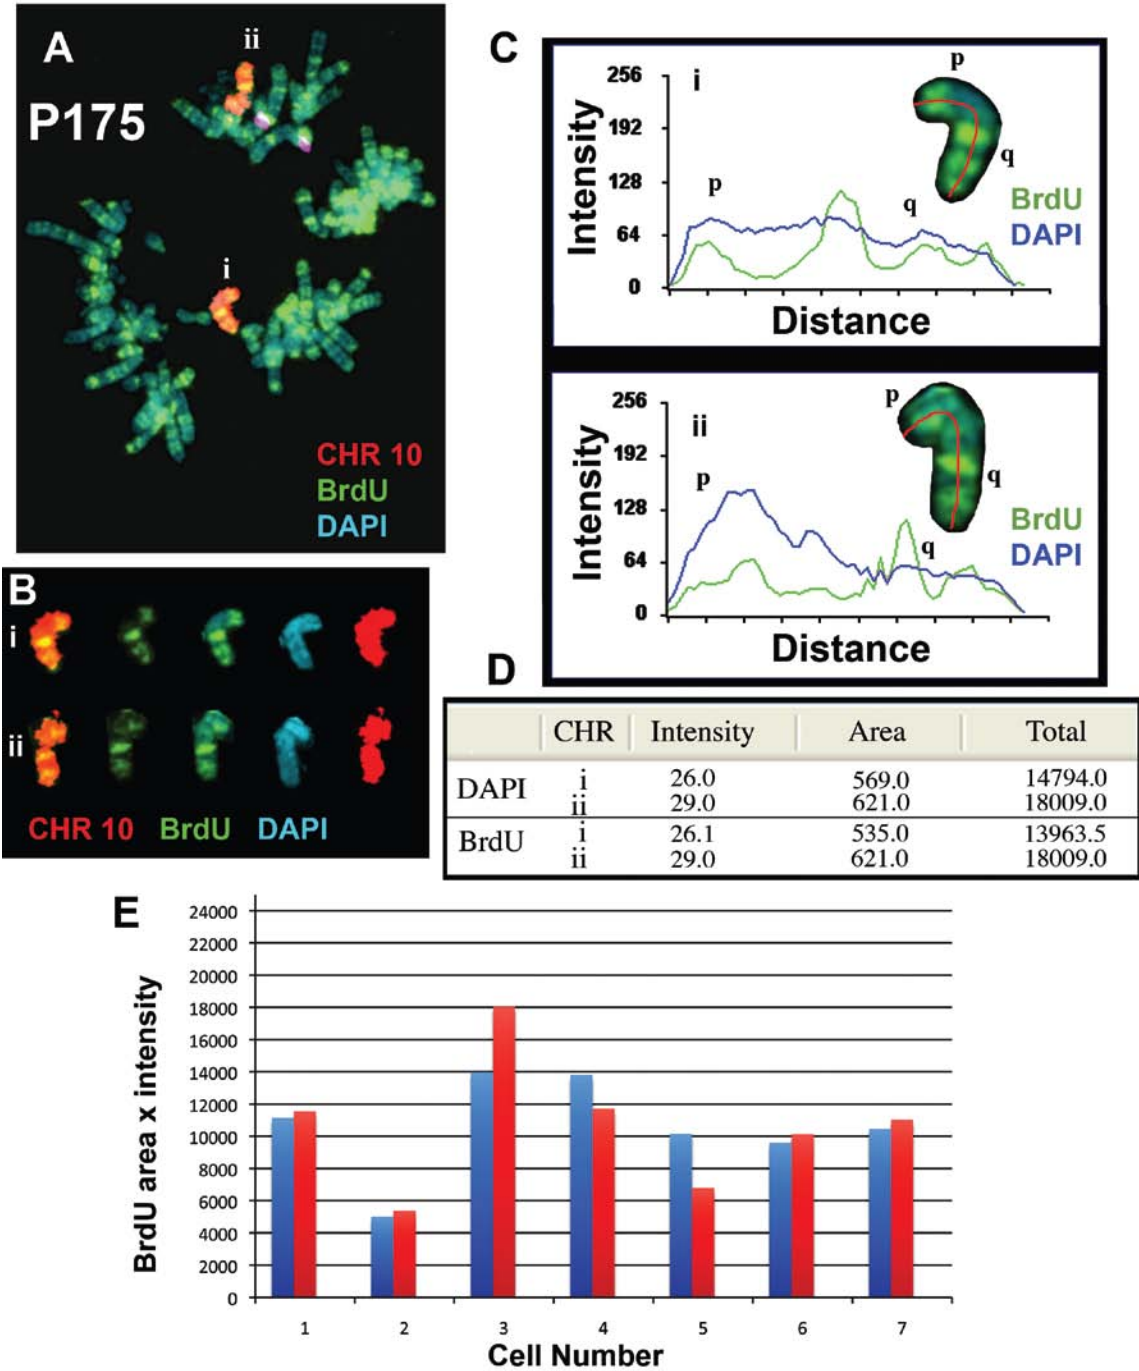 A
P175
ii
i
CHR 10
BrdU
DAPI
B
i
ii
CHR 10 BrdU DAPI
C
i
256
192
128
64
0
Intensity
p
q
p
q
BrdU
DAPI
Distance
ii
256
192
128
64
0
Intensity
p
q
p
q
BrdU
DAPI
Distance
D
CHR Intensity Area Total
DAPI
i 26.0 569.0 14794.0
ii 29.0 621.0 18009.0
BrdU
i 26.1 535.0 13963.5
ii 29.0 621.0 18009.0
E
BrdU area x intensity
24000
22000
20000
18000
16000
14000
12000
10000
8000
6000
4000
2000
0
1 2 3 4 5 6 7
Cell Number